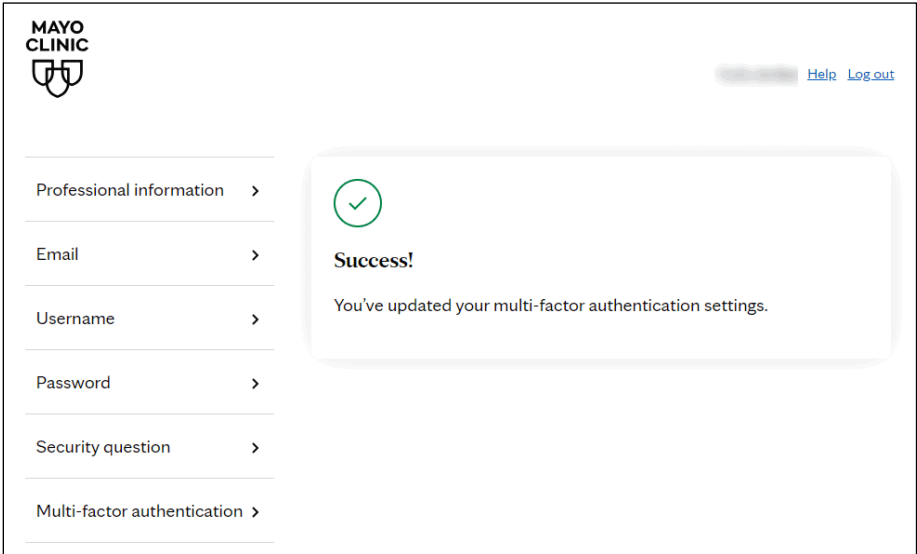 MAYO
CLINIC
Help Log out
Professional information
Email
Username
Password
Security question
Multi-factor authentication
Success!
You've updated your multi-factor authentication settings.